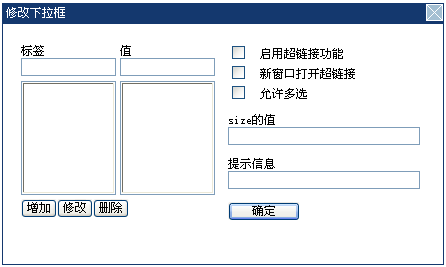 修改下拉框
标签 值
启用超链接功能
新窗口打开超链接
允许多选
size的值
提示信息
增加 修改 删除
确定